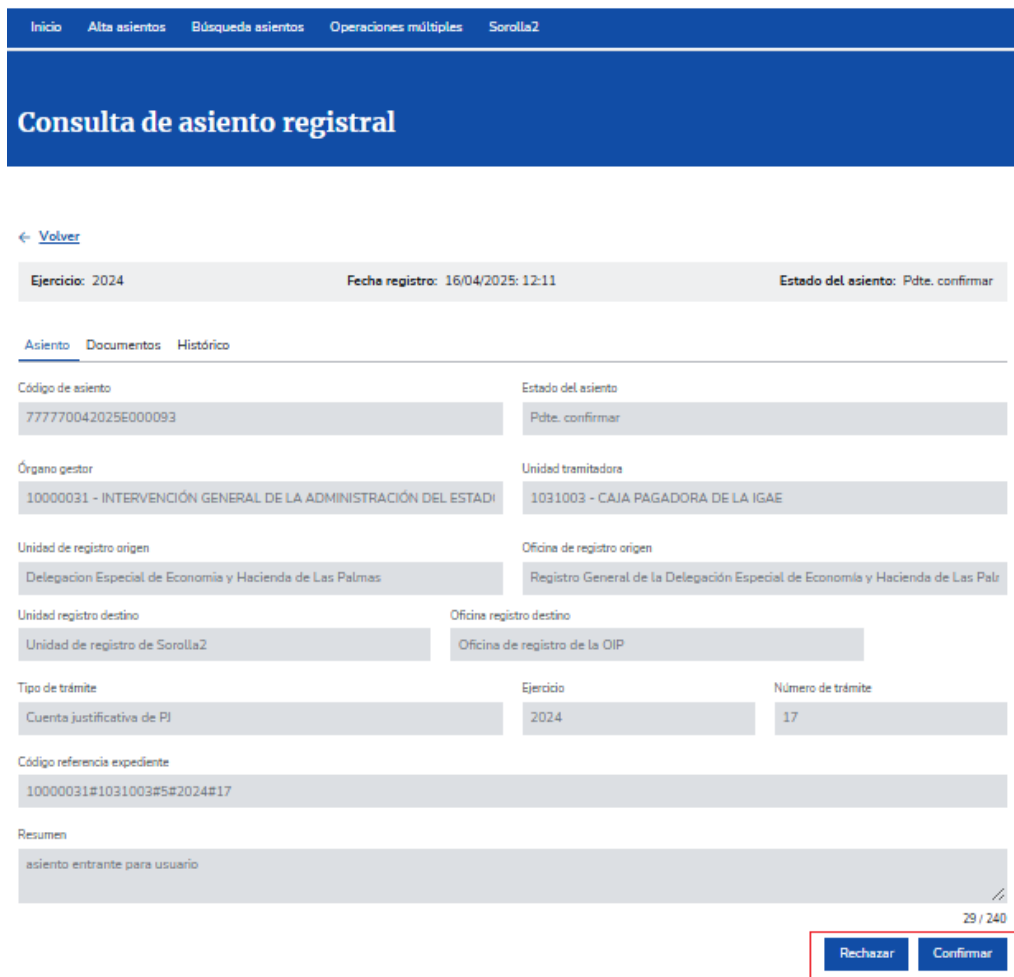 Inicio Alta asientos Búsqueda asientos Operaciones múltiples Sorolla2
Consulta de asiento registral
← Volver
Ejercicio: 2024 Fecha registro: 16/04/2025: 12:11 Estado del asiento: Pdte. confirmar
Asiento Documentos Histórico
Código de asiento Estado del asiento
777770042025E000093 Pdte. confirmar
Órgano gestor Unidad tramitadora
10000031 - INTERVENCIÓN GENERAL DE LA ADMINISTRACIÓN DEL ESTAD 1031003 - CAJA PAGADORA DE LA IGAE
Unidad de registro origen Oficina de registro origen
Delegacion Especial de Economia y Hacienda de Las Palmas Registro General de la Delegación Especial de Economía y Hacienda de Las Pal
Unidad registro destino Oficina registro destino
Unidad de registro de Sorolla2 Oficina de registro de la OIP
Tipo de trámite Ejercicio Número de trámite
Cuenta justificativa de PJ 2024 17
Código referencia expediente
10000031#1031003#5#2024#17
Resumen
asiento entrante para usuario
29 / 240
Rechazar Confirmar